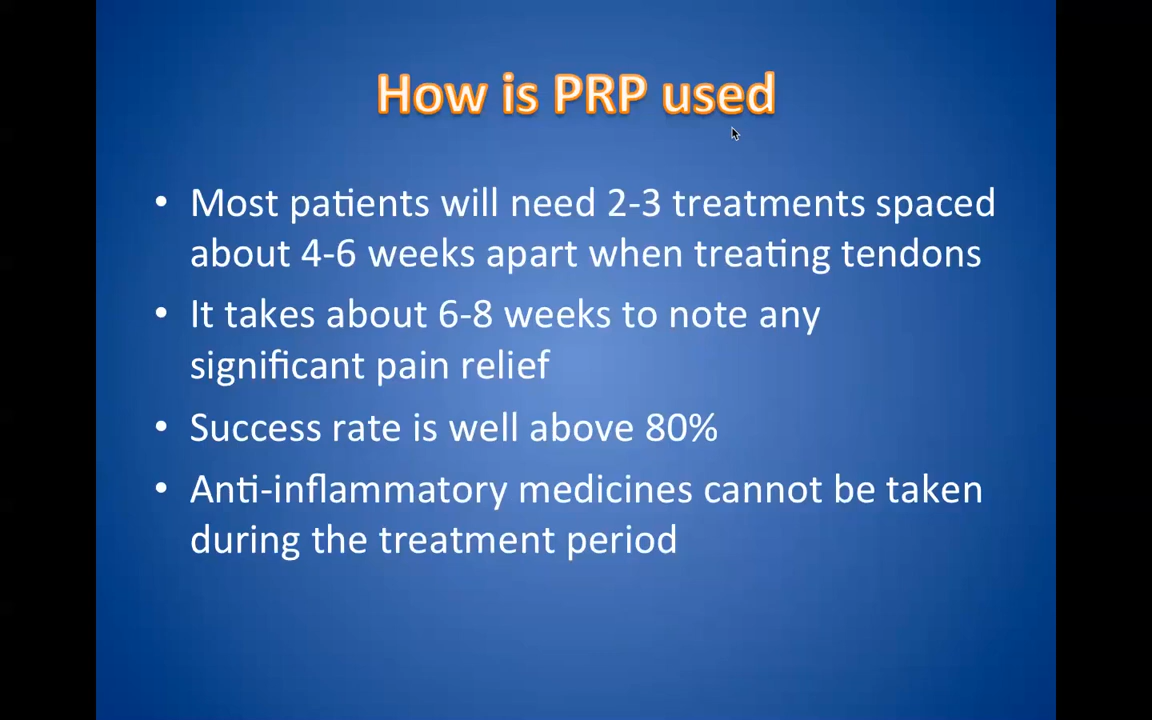 How is PRP used
• Most patients will need 2-3 treatments spaced
about 4-6 weeks apart when treating tendons
• It takes about 6-8 weeks to note any
significant pain relief
• Success rate is well above 80%
• Anti-inflammatory medicines cannot be taken
during the treatment period